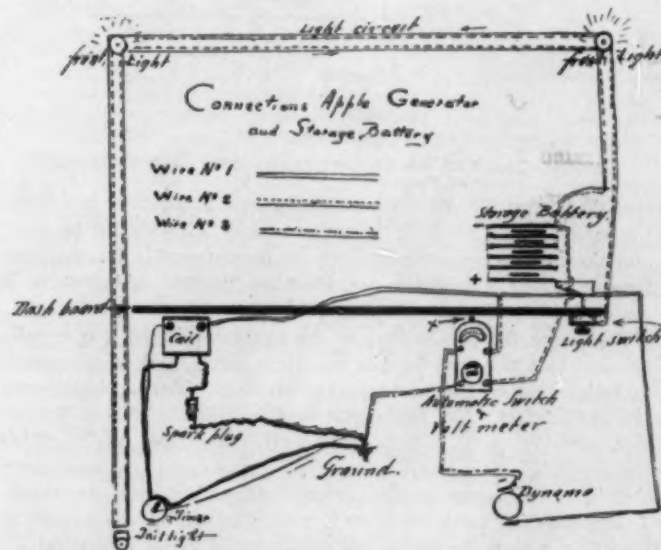 Light circuit
front Light
front Light
Connections Apple Generator
and Storage Battery
Wire No 1
Wire No 2
Wire No 3
Storage Battery.
+
Dash board
Coil
+
Light Switch
Automatic Switch
+
Volt meter
Spark plug
Ground.
Timer
Dynamo
Tail light